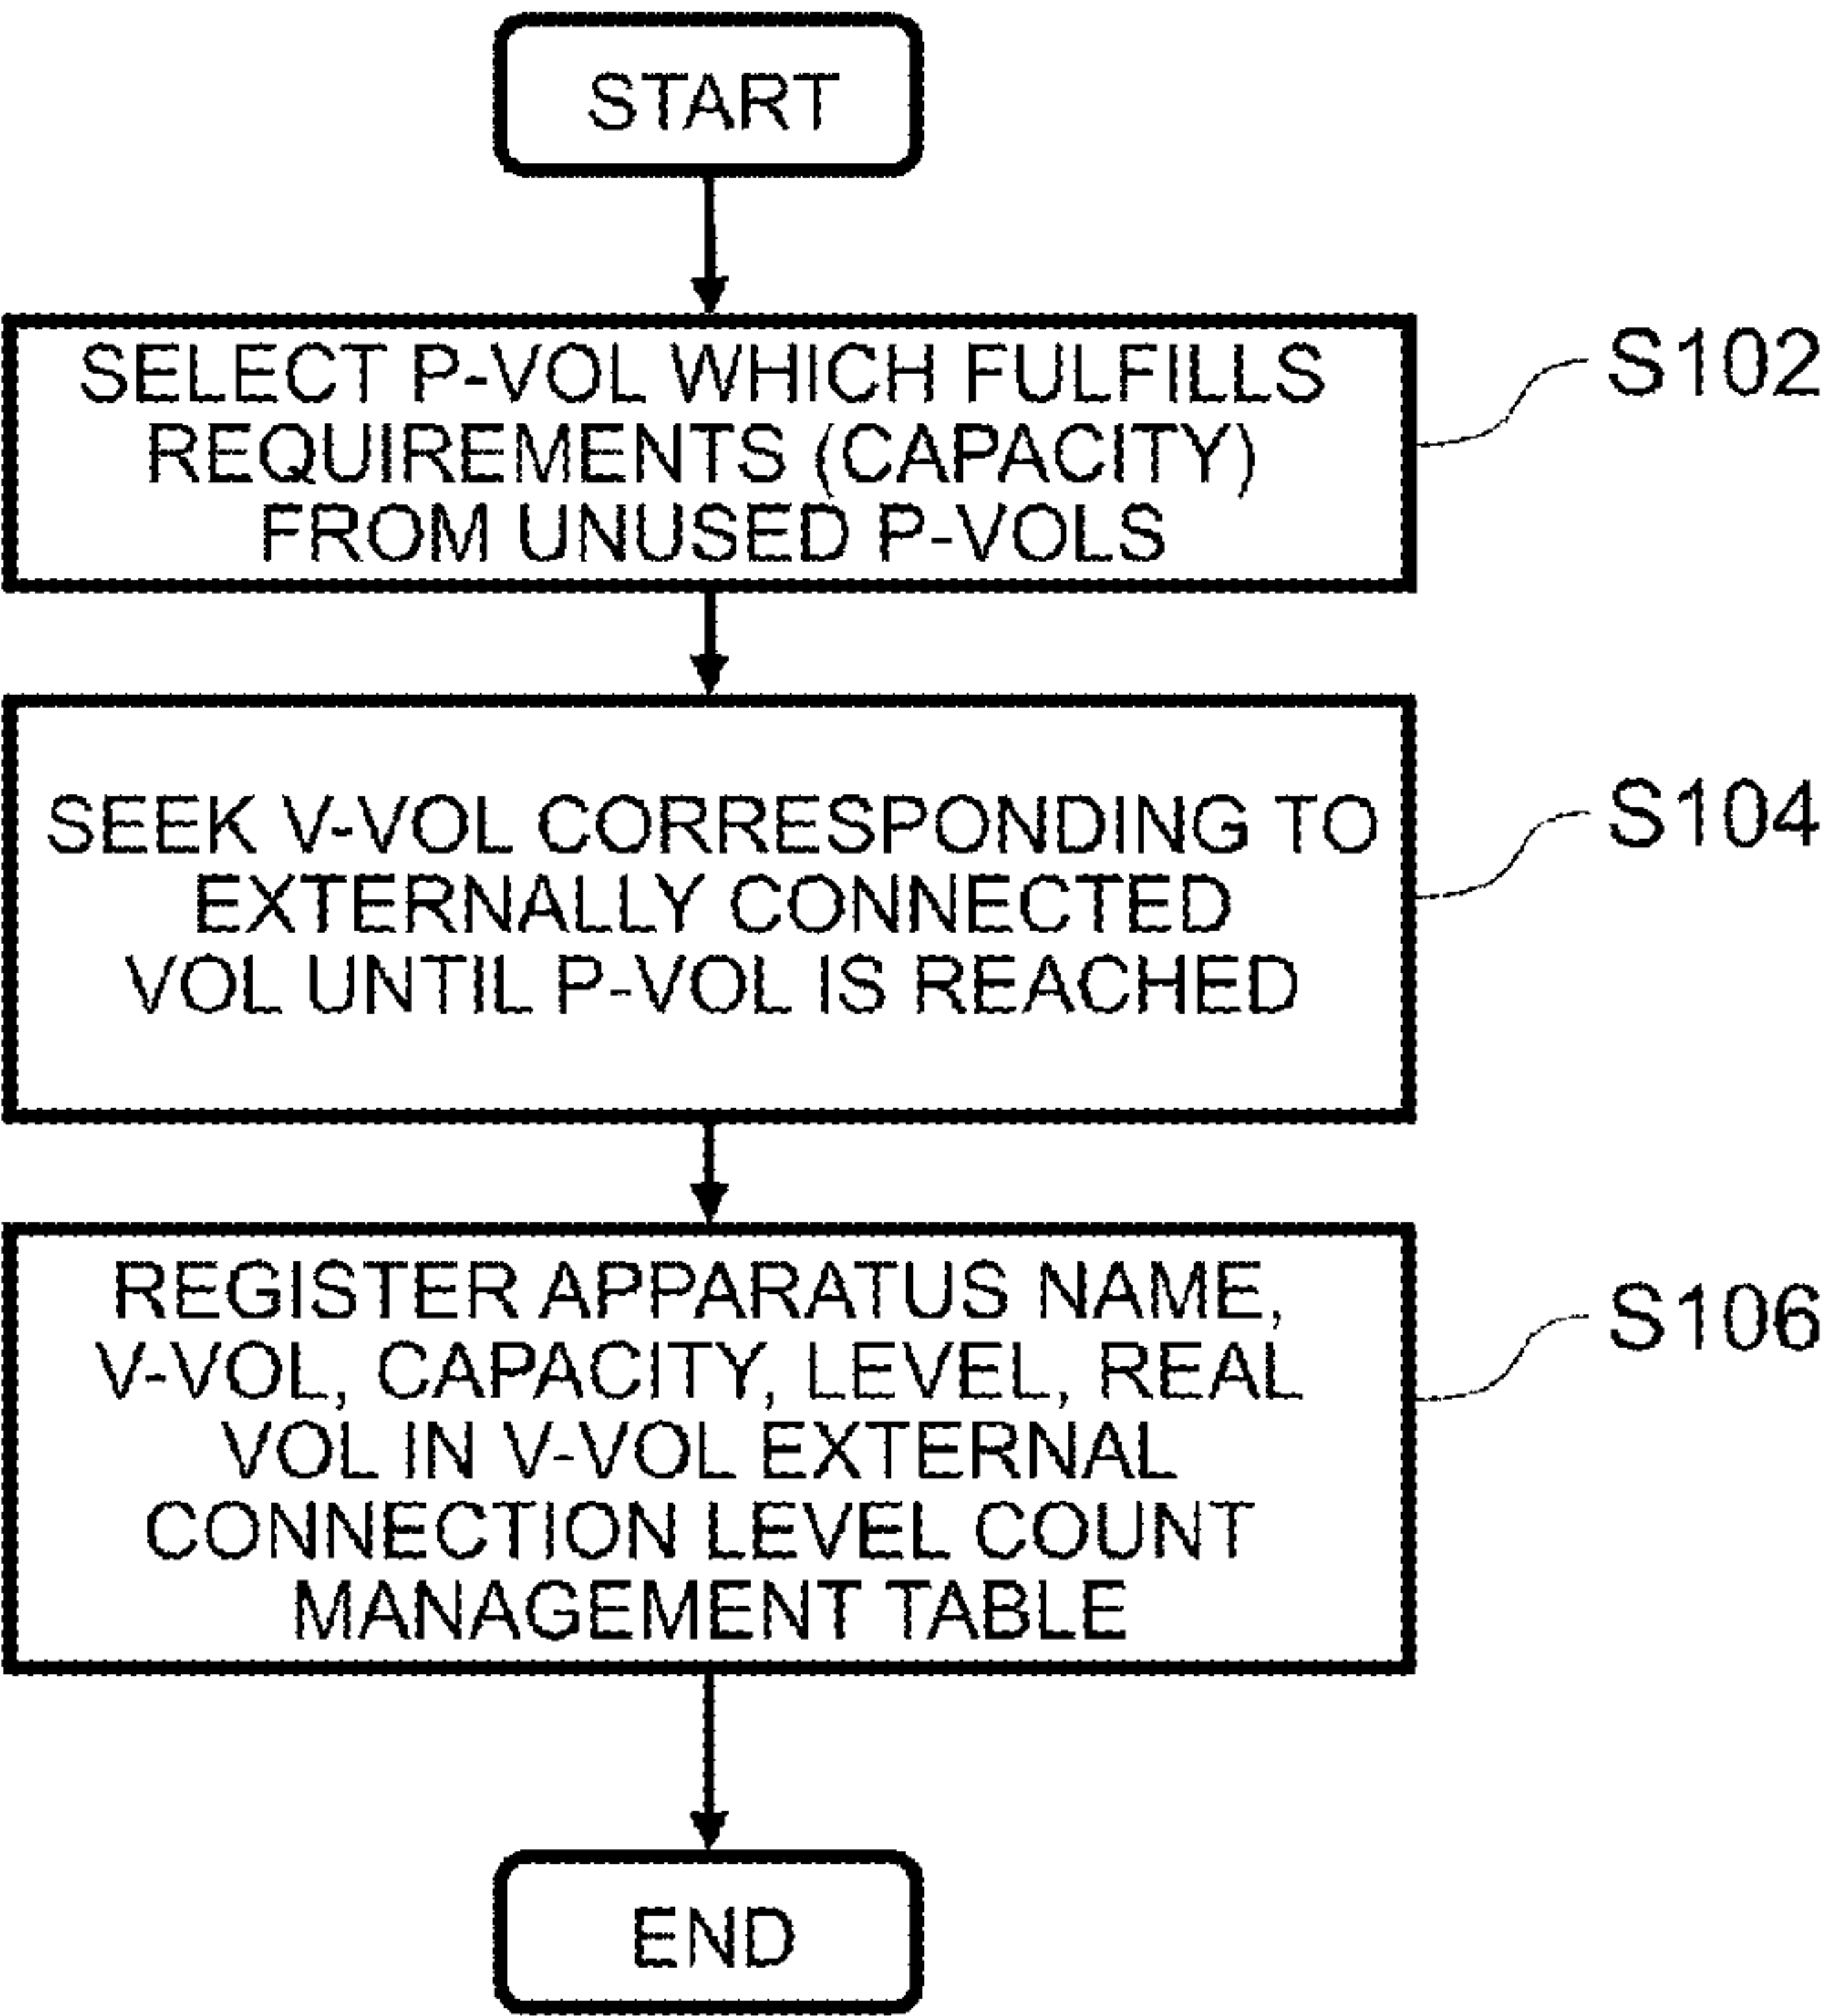 START
SELECT P-VOL WHICH FULFILLS
REQUIREMENTS (CAPACITY)
FROM UNUSED P-VOLS
S102
SEEK V-VOL CORRESPONDING TO
EXTERNALLY CONNECTED
VOL UNTIL P-VOL IS REACHED
S104
REGISTER APPARATUS NAME,
V-VOL, CAPACITY, LEVEL, REAL
VOL IN V-VOL EXTERNAL
CONNECTION LEVEL COUNT
MANAGEMENT TABLE
S106
END